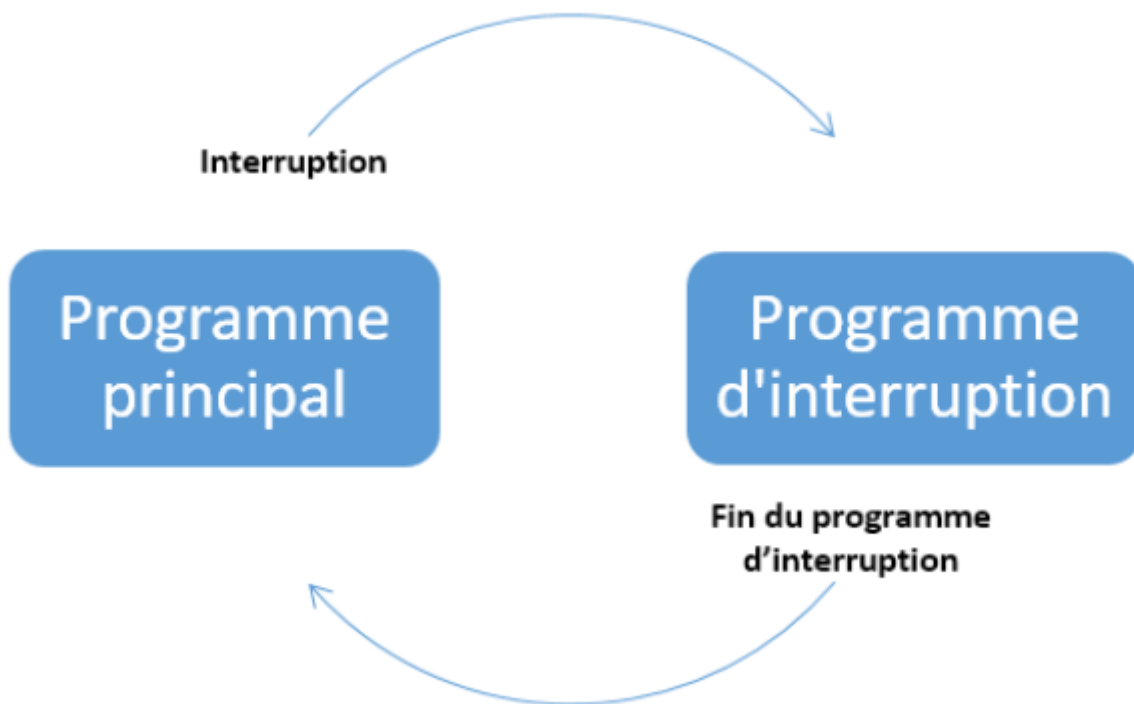 Interruption
Programme
principal
Programme
d'interruption
Fin du programme
d’interruption